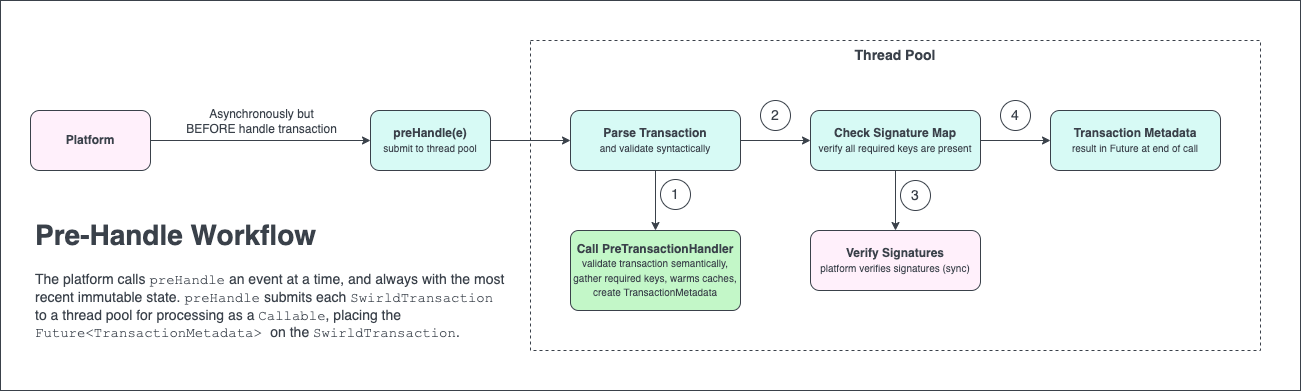 Thread Pool
Platform
Asynchronously but
BEFORE handle transaction
preHandle(e)
submit to thread pool
Parse Transaction
and validate syntactically
2
Check Signature Map
verify all required keys are present
4
Transaction Metadata
result in Future at end of call
1
3
Call PreTransactionHandler
validate transaction semantically,
gather required keys, warms caches,
create TransactionMetadata
Verify Signatures
platform verifies signatures (sync)
Pre-Handle Workflow
The platform calls preHandle an event at a time, and always with the most
recent immutable state. preHandle submits each SwirldTransaction
to a thread pool for processing as a Callable, placing the
Future<TransactionMetadata> on the SwirldTransaction.